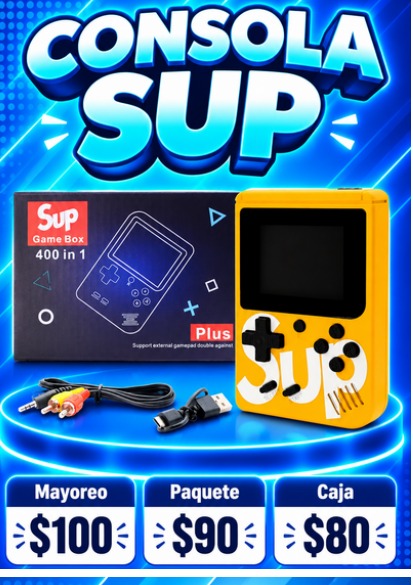 CONSOLA
SUP
Sup
Game Box
400 in 1
Plus
Support external gamepad double against
Sup
Mayoreo
$100
Paquete
$90
Caja
$80